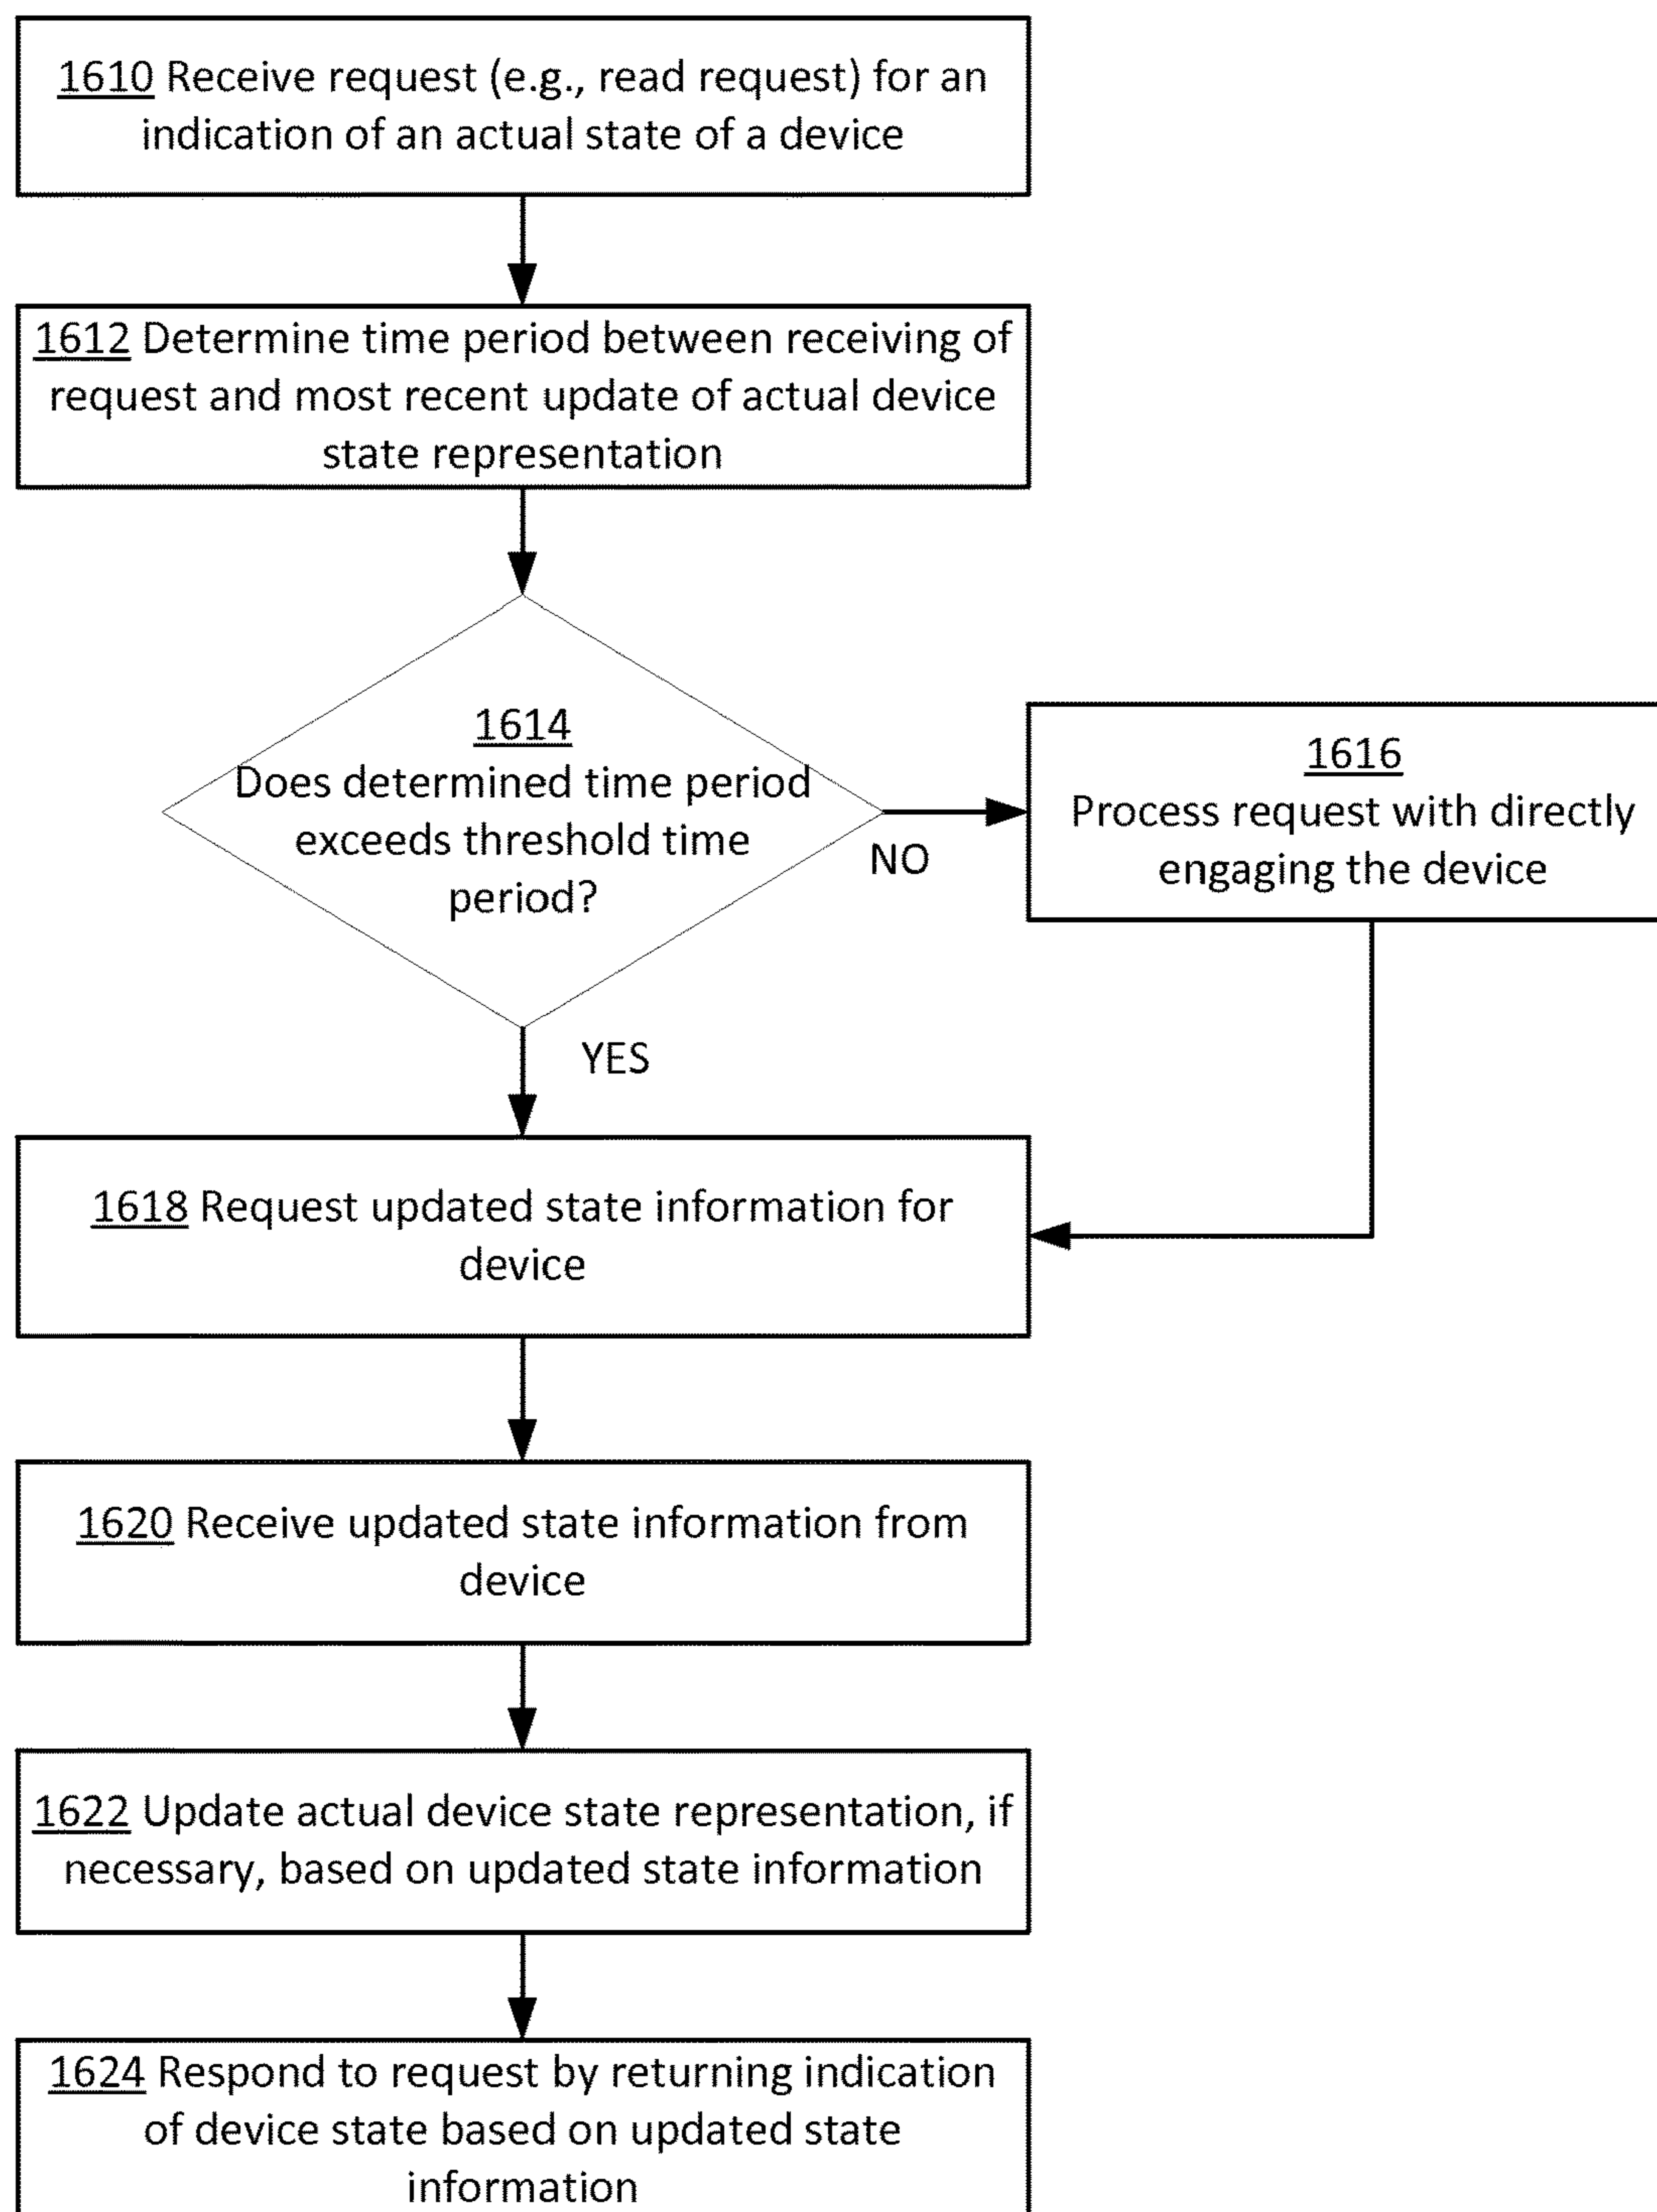 1610 Receive request (e.g., read request) for an
indication of an actual state of a device
1612 Determine time period between receiving of
request and most recent update of actual device
state representation
1614
Does determined time period
exceeds threshold time
period?
NO
1616
Process request with directly
engaging the device
YES
1618 Request updated state information for
device
1620 Receive updated state information from
device
1622 Update actual device state representation, if
necessary, based on updated state information
1624 Respond to request by returning indication
of device state based on updated state
information